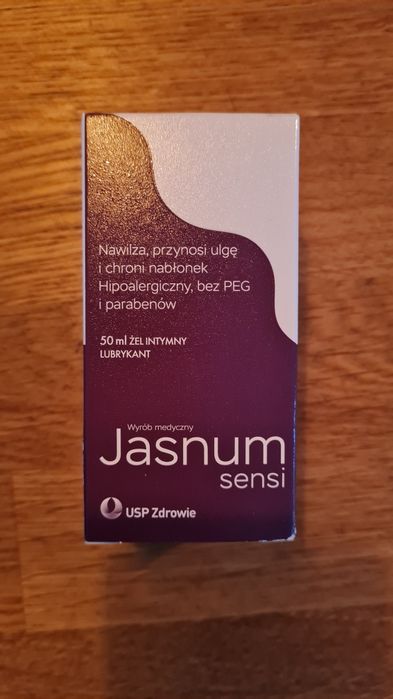 Nawilża, przynosi ulgę
i chroni nabłonek
Hipoalergiczny, bez PEG
i parabenów
50 ml ŻEL INTYMNY
LUBRYKANT
Wyrób medyczny
Jasnum
sensi
USP Zdrowie